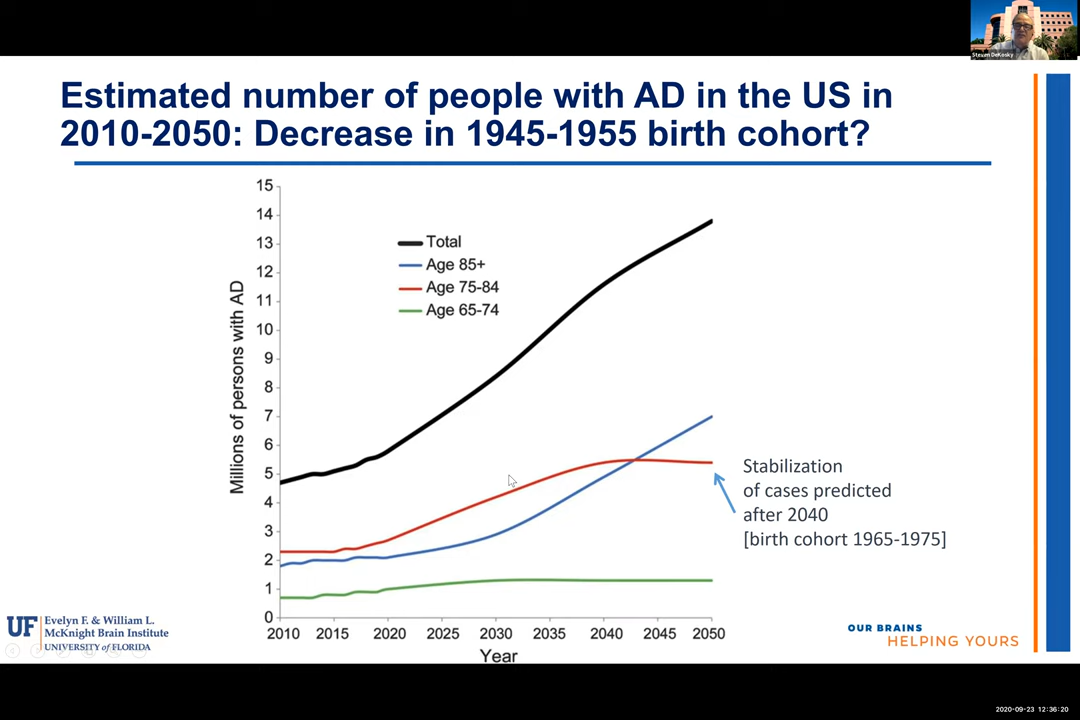 Steven DeKosky
Estimated number of people with AD in the US in
2010-2050: Decrease in 1945-1955 birth cohort?
Millions of persons with AD
15
14
13
12
11
10
9
8
7
6
5
4
3
2
1
0
Total
Age 85+
Age 75-84
Age 65-74
Stabilization
of cases predicted
after 2040
[birth cohort 1965-1975]
2010 2015 2020 2025 2030 2035 2040 2045 2050
Year
UF
Evelyn F. & William L.
McKnight Brain Institute
UNIVERSITY of FLORIDA
OUR BRAINS
HELPING YOURS
2020-09-23 12:36:20